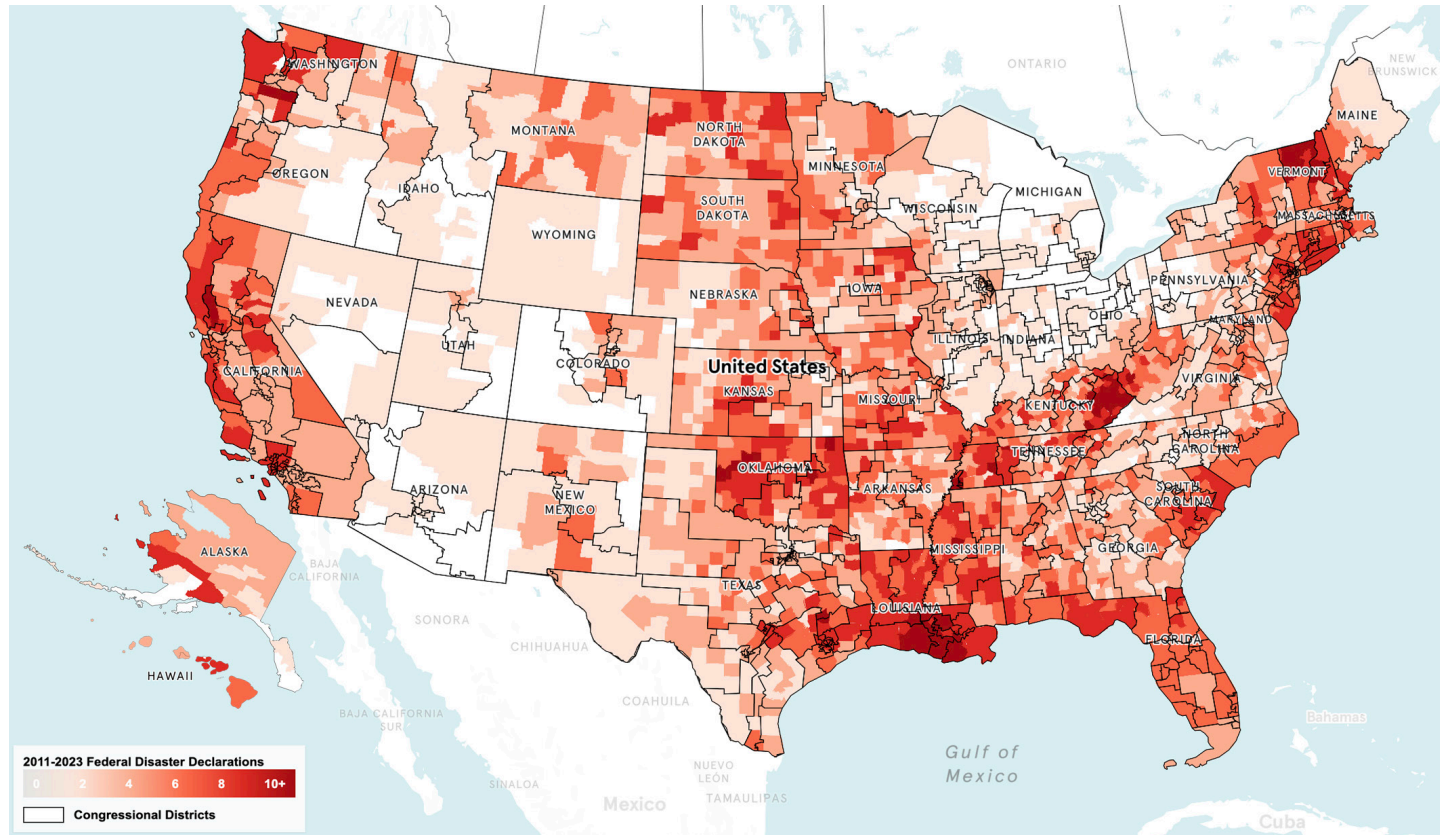 ONTARIO
NEW
BRUNSWICK
WASHINGTON
MONTANA
NORTH
DAKOTA
MINNESOTA
MAINE
VERMONT
OREGON
IDAHO
SOUTH
DAKOTA
WISCONSIN
MICHIGAN
MASSACHUSETTS
WYOMING
NEVADA
NEBRASKA
IOWA
PENNSYLVANIA
OHIO
MARYLAND
UTAH
COLORADO
ILLINOIS
INDIANA
United States
CALIFORNIA
KANSAS
MISSOURI
KENTUCKY
VIRGINIA
ARIZONA
NEW
MEXICO
OKLAHOMA
ARKANSAS
TENNESSEE
NORTH
CAROLINA
SOUTH
CAROLINA
ALASKA
BAJA
CALIFORNIA
MISSISSIPPI
GEORGIA
TEXAS
LOUISIANA
SONORA
CHIHUAHUA
FLORIDA
HAWAII
COAHUILA
BAJA CALIFORNIA
SUR
Bahamas
Gulf of
Mexico
NUEVO
LEÓN
SINALOA
TAMAULIPAS
Mexico
Cuba
2011-2023 Federal Disaster Declarations
0 2 4 6 8 10+
Congressional Districts